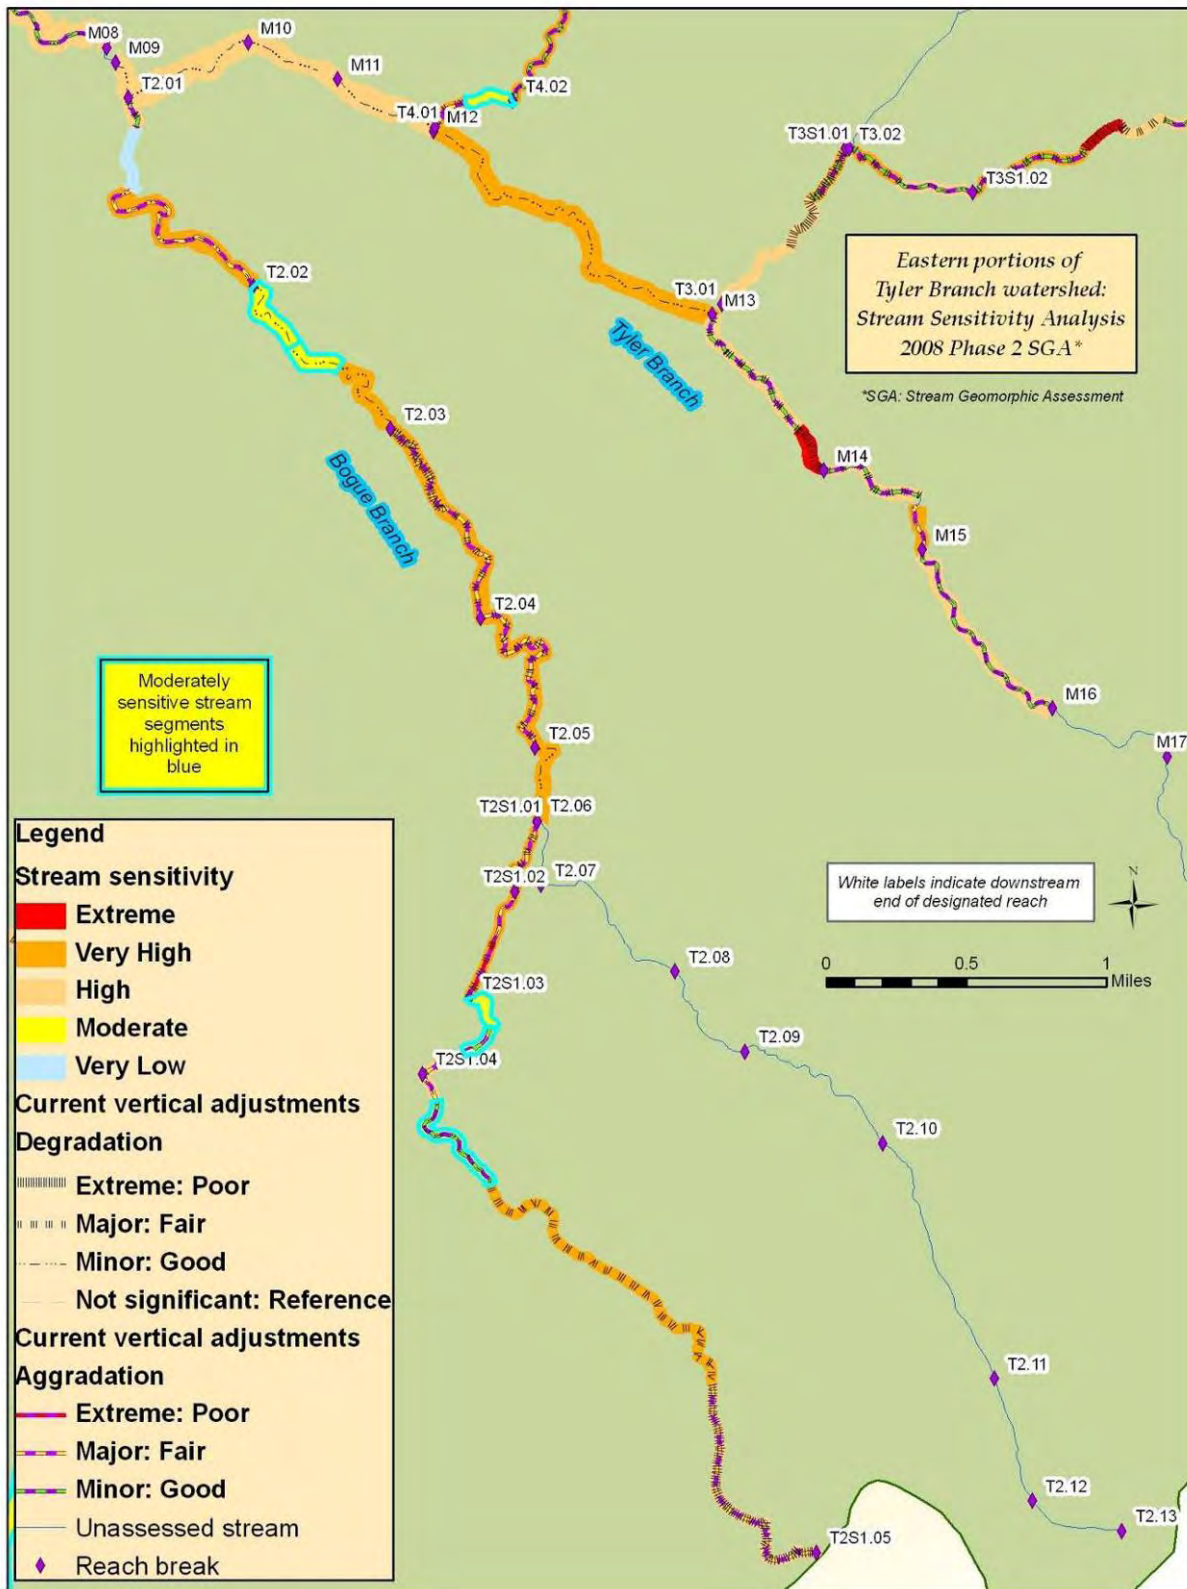 M08
M09
M10
T2.01
M11
T4.02
T4.01
M12
T3S1.01
T3.02
T3S1.02
Eastern portions of
Tyler Branch watershed:
Stream Sensitivity Analysis
2008 Phase 2 SGA*
*SGA: Stream Geomorphic Assessment
T2.02
T3.01
M13
Tyler Branch
T2.03
M14
Bogue Branch
M15
T2.04
Moderately
sensitive stream
segments
highlighted in
blue
M16
T2.05
M17
T2S1.01
T2.06
T2S1.02
T2.07
White labels indicate downstream
end of designated reach
N
T2.08
0 0.5 1
Miles
T2S1.03
T2.09
T2S1.04
T2.10
T2.11
T2.12
T2.13
T2S1.05
Legend
Stream sensitivity
Extreme
Very High
High
Moderate
Very Low
Current vertical adjustments
Degradation
Extreme: Poor
Major: Fair
Minor: Good
Not significant: Reference
Current vertical adjustments
Aggradation
Extreme: Poor
Major: Fair
Minor: Good
Unassessed stream
Reach break